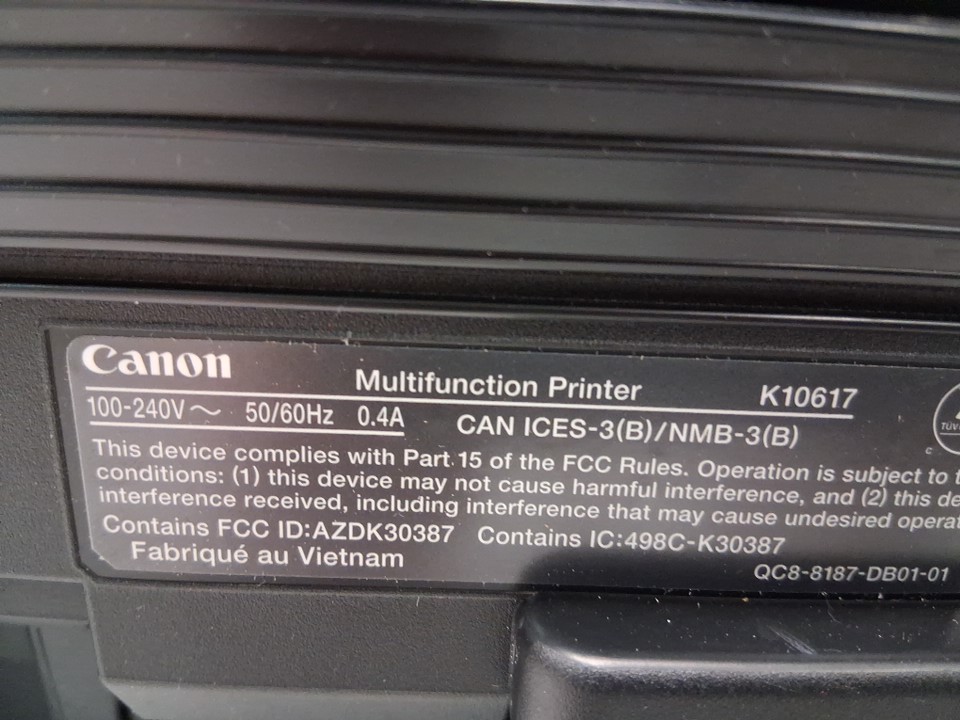 Canon
Multifunction Printer K10617
100-240V~ 50/60Hz 0.4A CAN ICES-3(B)/NMB-3(B)
This device complies with Part 15 of the FCC Rules. Operation is subject to
conditions: (1) this device may not cause harmful interference, and (2) this
interference received, including interference that may cause undesired
Contains FCC ID:AZDK30387 Contains IC:498C-K30387
Fabriqué au Vietnam
QC8-8187-DB01-01